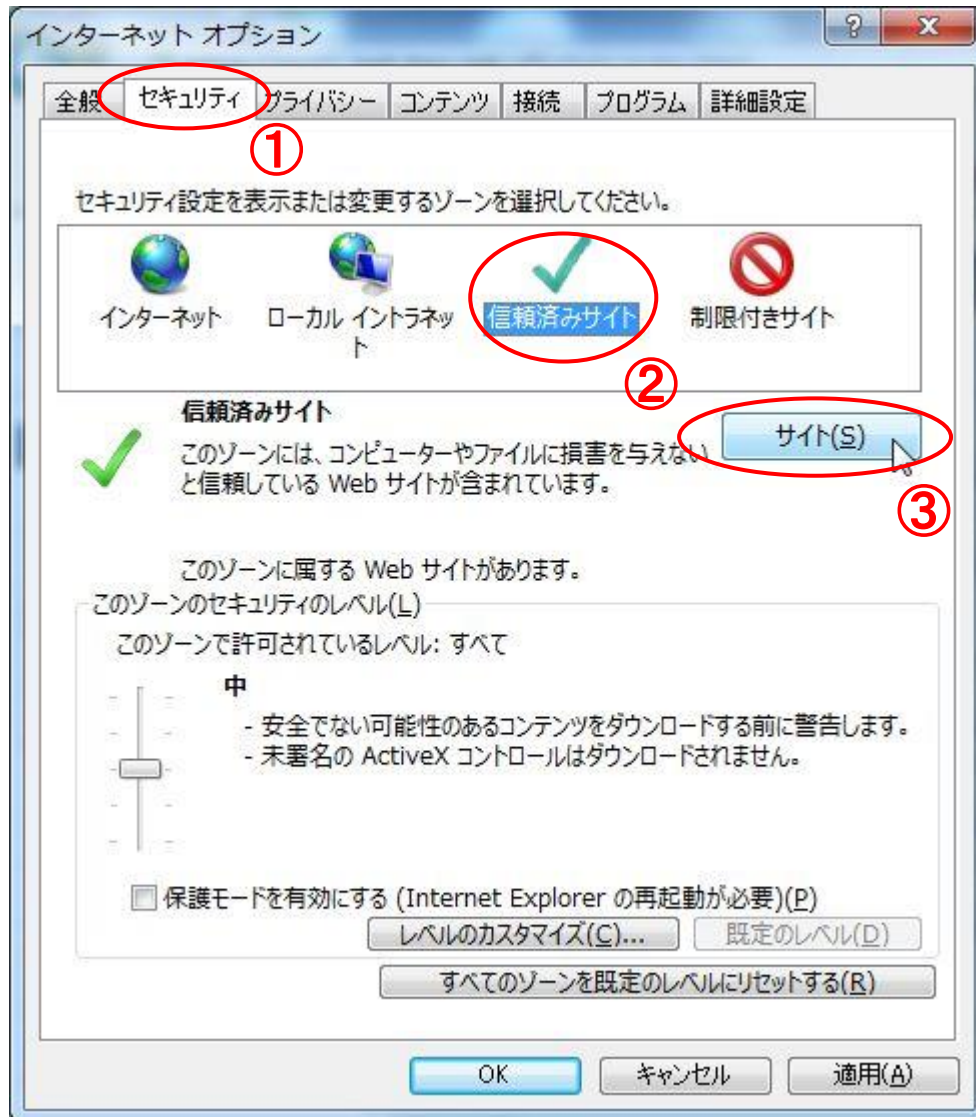 インターネット オプション
全般 セキュリティ プライバシー コンテンツ 接続 プログラム 詳細設定
①
セキュリティ設定を表示または変更するゾーンを選択してください。
インターネット ローカル イントラネッ 信頼済みサイト 制限付きサイト
ト
②
信頼済みサイト
サイト(S)
このゾーンには、コンピューターやファイルに損害を与えない
と信頼している Web サイトが含まれています。
③
このゾーンに属する Web サイトがあります。
このゾーンのセキュリティのレベル(L)
このゾーンで許可されているレベル: すべて
中
- 安全でない可能性のあるコンテンツをダウンロードする前に警告します。
- 未署名の ActiveX コントロールはダウンロードされません。
保護モードを有効にする (Internet Explorer の再起動が必要)(P)
レベルのカスタマイズ(C)... 既定のレベル(D)
すべてのゾーンを既定のレベルにリセットする(R)
OK キャンセル 適用(A)